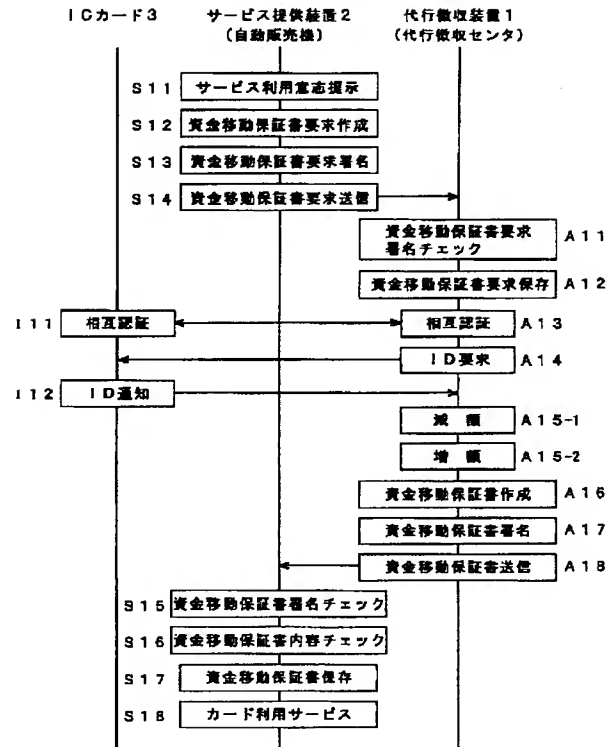 ICカード3 サービス提供装置2 代行徴収装置1
(自動販売機) (代行徴収センタ)
S11 サービス利用意志提示
S12 資金移動保証書要求作成
S13 資金移動保証書要求署名
S14 資金移動保証書要求送信
資金移動保証書要求
署名チェック A11
資金移動保証書要求保存 A12
I11 相互認証 相互認証 A13
ID要求 A14
I12 ID通知
減 額 A15-1
増 額 A15-2
資金移動保証書作成 A16
資金移動保証書署名 A17
資金移動保証書送信 A18
S15 資金移動保証書署名チェック
S16 資金移動保証書内容チェック
S17 資金移動保証書保存
S18 カード利用サービス